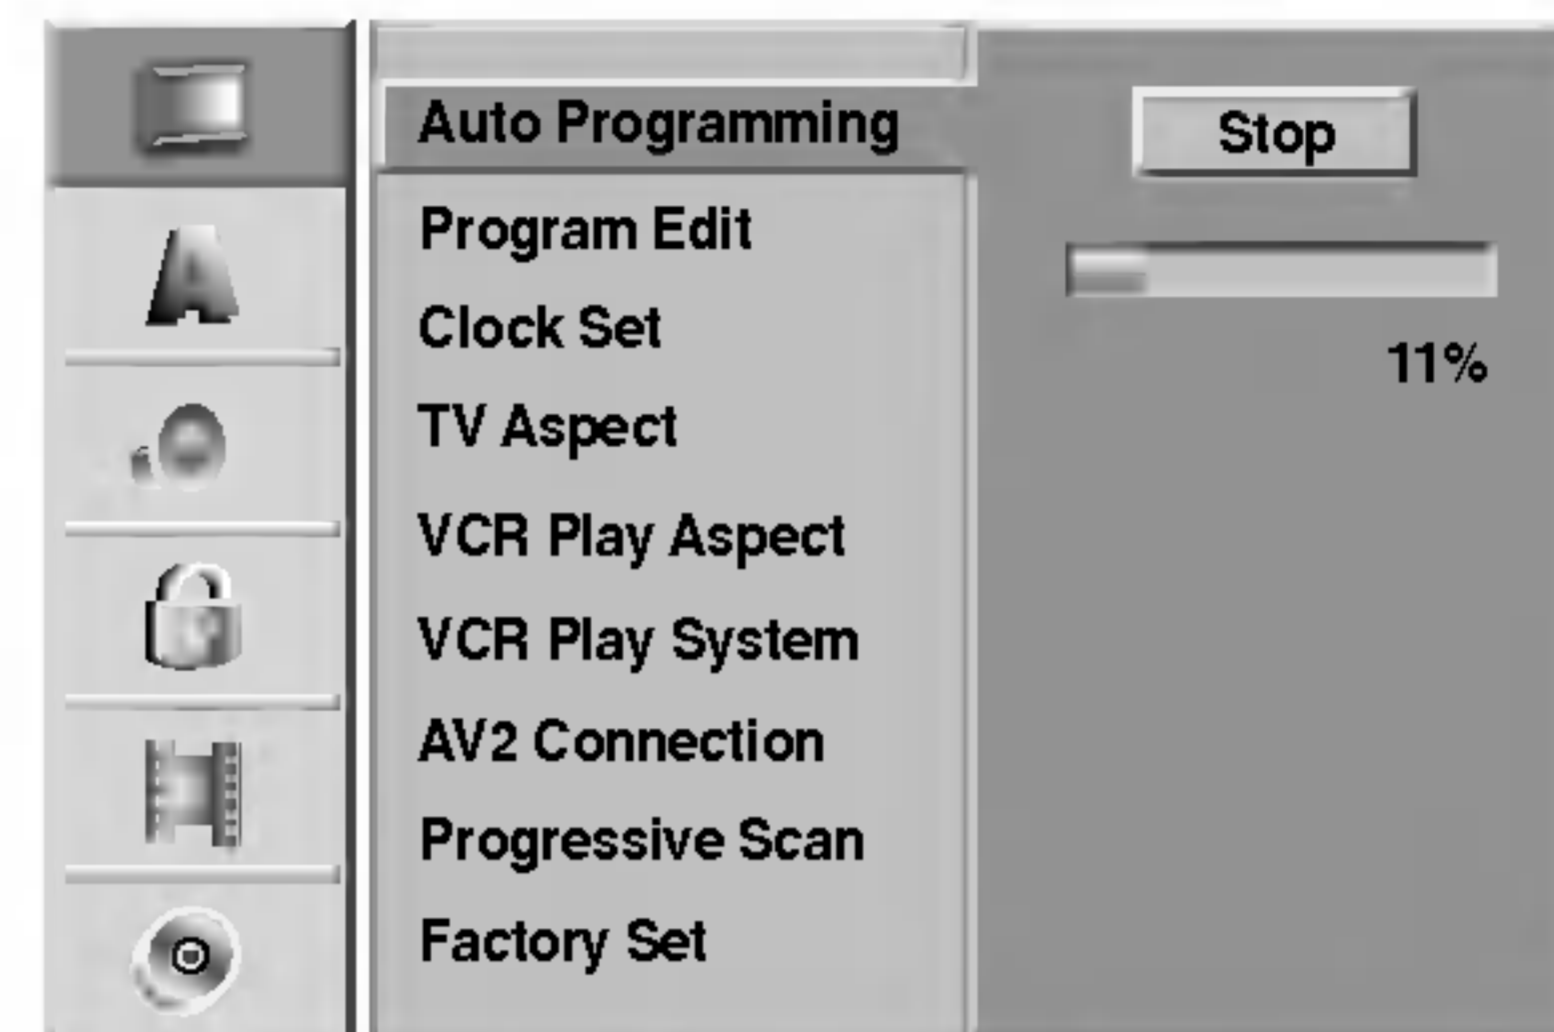 Auto Programming
Program Edit
Clock Set
TV Aspect
VCR Play Aspect
VCR Play System
AV2 Connection
Progressive Scan
Factory Set
Stop
11%